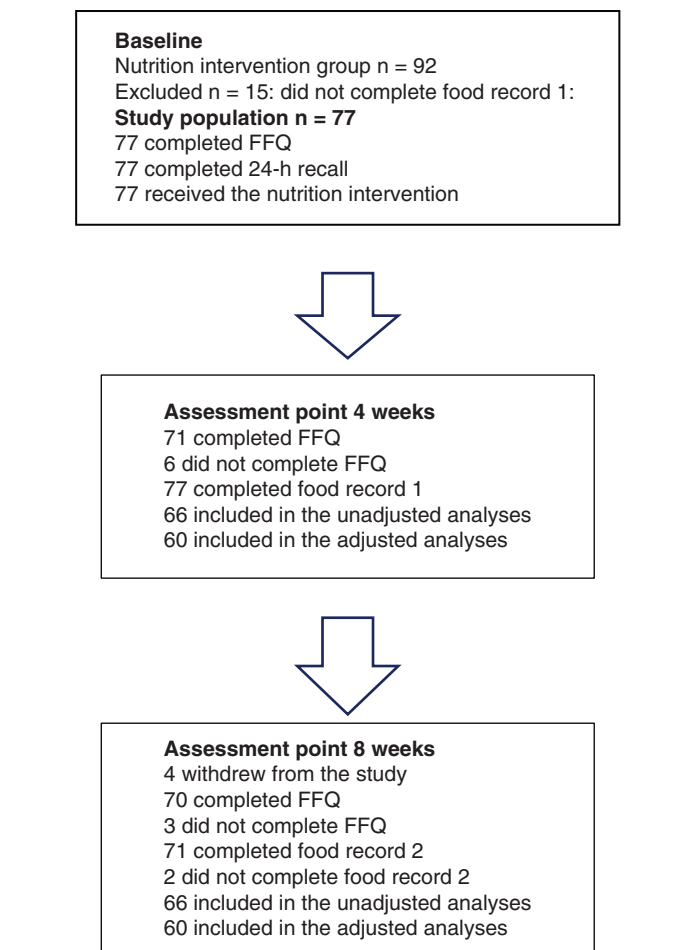 Baseline
Nutrition intervention group n = 92
Excluded n = 15: did not complete food record 1:
Study population n = 77
77 completed FFQ
77 completed 24-h recall
77 received the nutrition intervention
Assessment point 4 weeks
71 completed FFQ
6 did not complete FFQ
77 completed food record 1
66 included in the unadjusted analyses
60 included in the adjusted analyses
Assessment point 8 weeks
4 withdrew from the study
70 completed FFQ
3 did not complete FFQ
71 completed food record 2
2 did not complete food record 2
66 included in the unadjusted analyses
60 included in the adjusted analyses